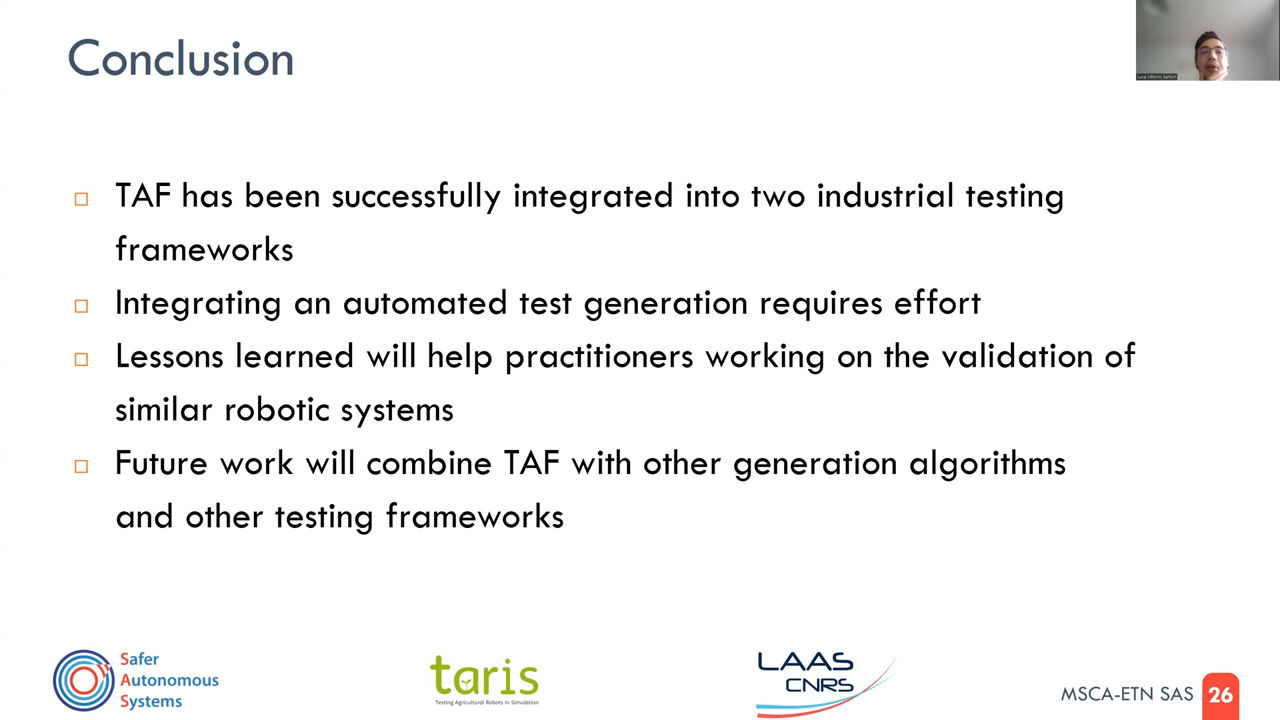 Conclusion
Luca Vittorio Sartori
TAF has been successfully integrated into two industrial testing
frameworks
Integrating an automated test generation requires effort
Lessons learned will help practitioners working on the validation of
similar robotic systems
Future work will combine TAF with other generation algorithms
and other testing frameworks
Safer
Autonomous
Systems
taris
Testing Agricultural Robots In Simulation
LAAS
CNRS
MSCA-ETN SAS 26